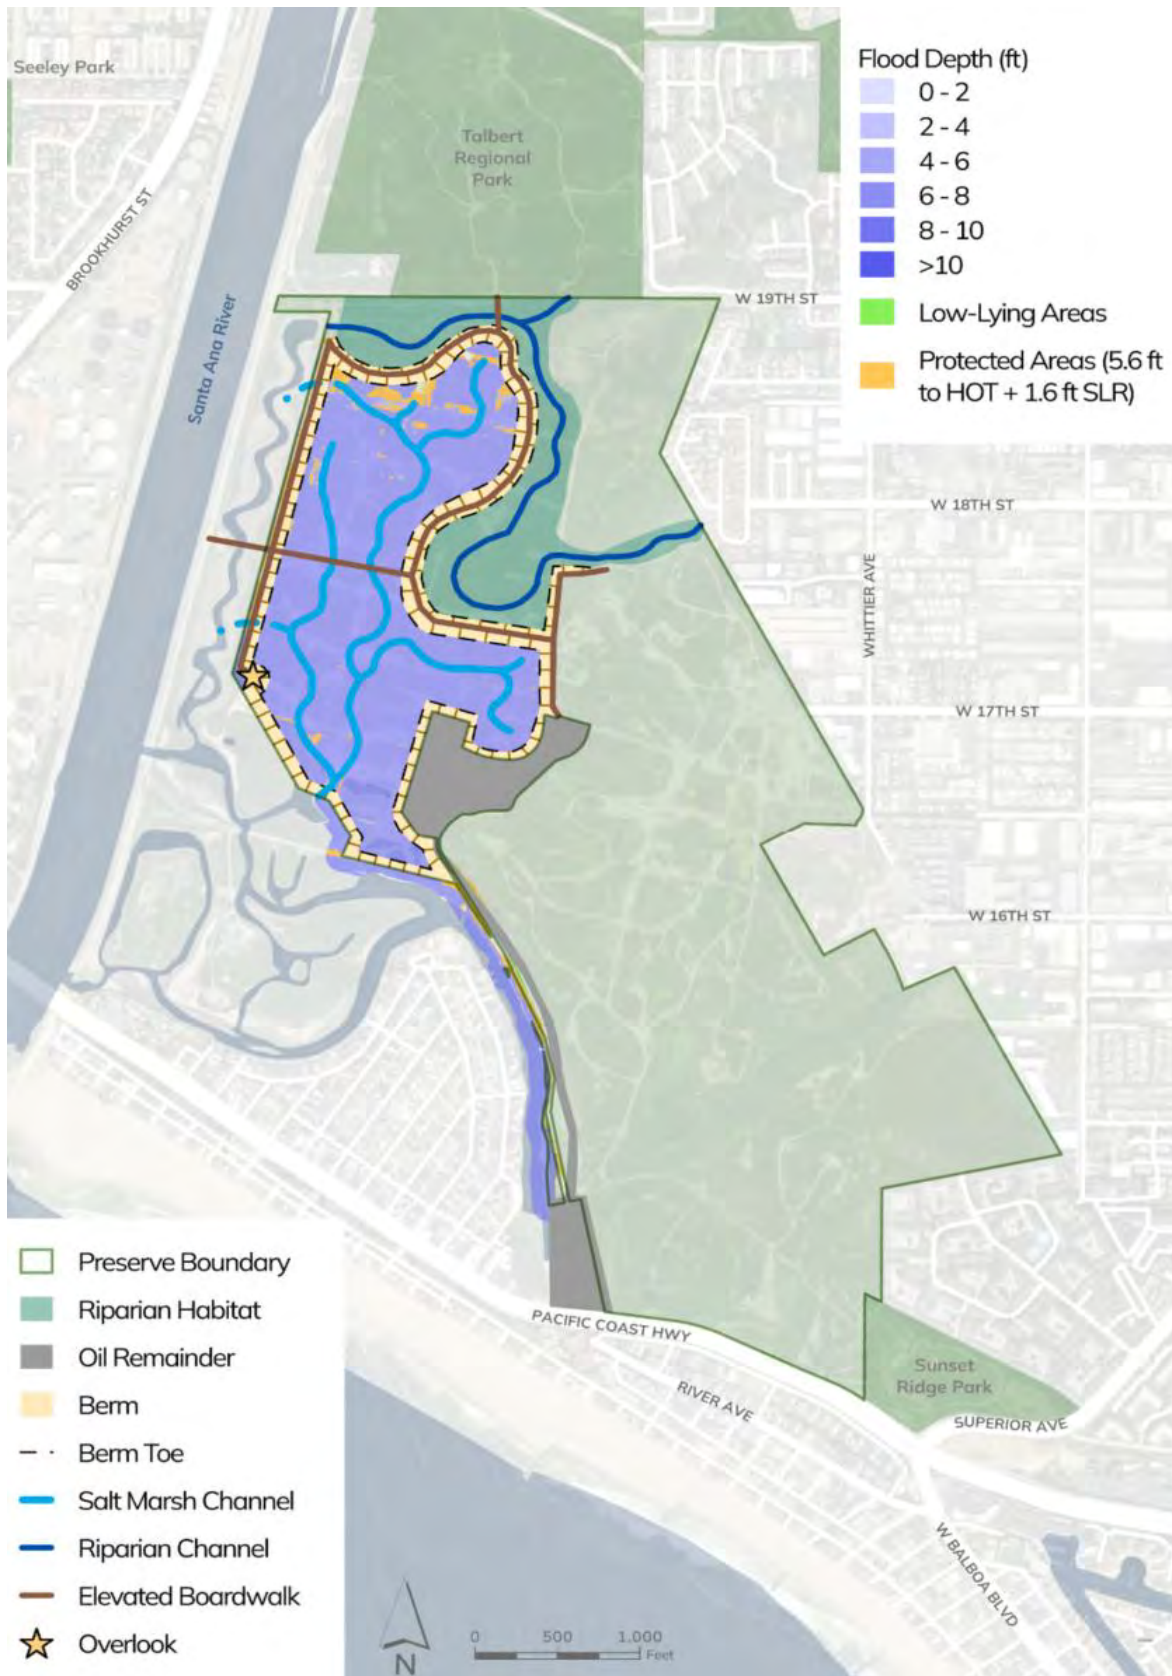 Seeley Park
BROOKHURST ST
Santa Ana River
Talbert
Regional
Park
Flood Depth (ft)
0 - 2
2 - 4
4 - 6
6 - 8
8 - 10
>10
Low-Lying Areas
Protected Areas (5.6 ft
to HOT + 1.6 ft SLR)
W 19TH ST
W 18TH ST
WHITTIER AVE
W 17TH ST
W 16TH ST
Preserve Boundary
Riparian Habitat
Oil Remainder
Berm
Berm Toe
Salt Marsh Channel
Riparian Channel
Elevated Boardwalk
Overlook
PACIFIC COAST HWY
RIVER AVE
Sunset
Ridge Park
SUPERIOR AVE
W BALBOA BLVD
N
0 500 1,000
Feet